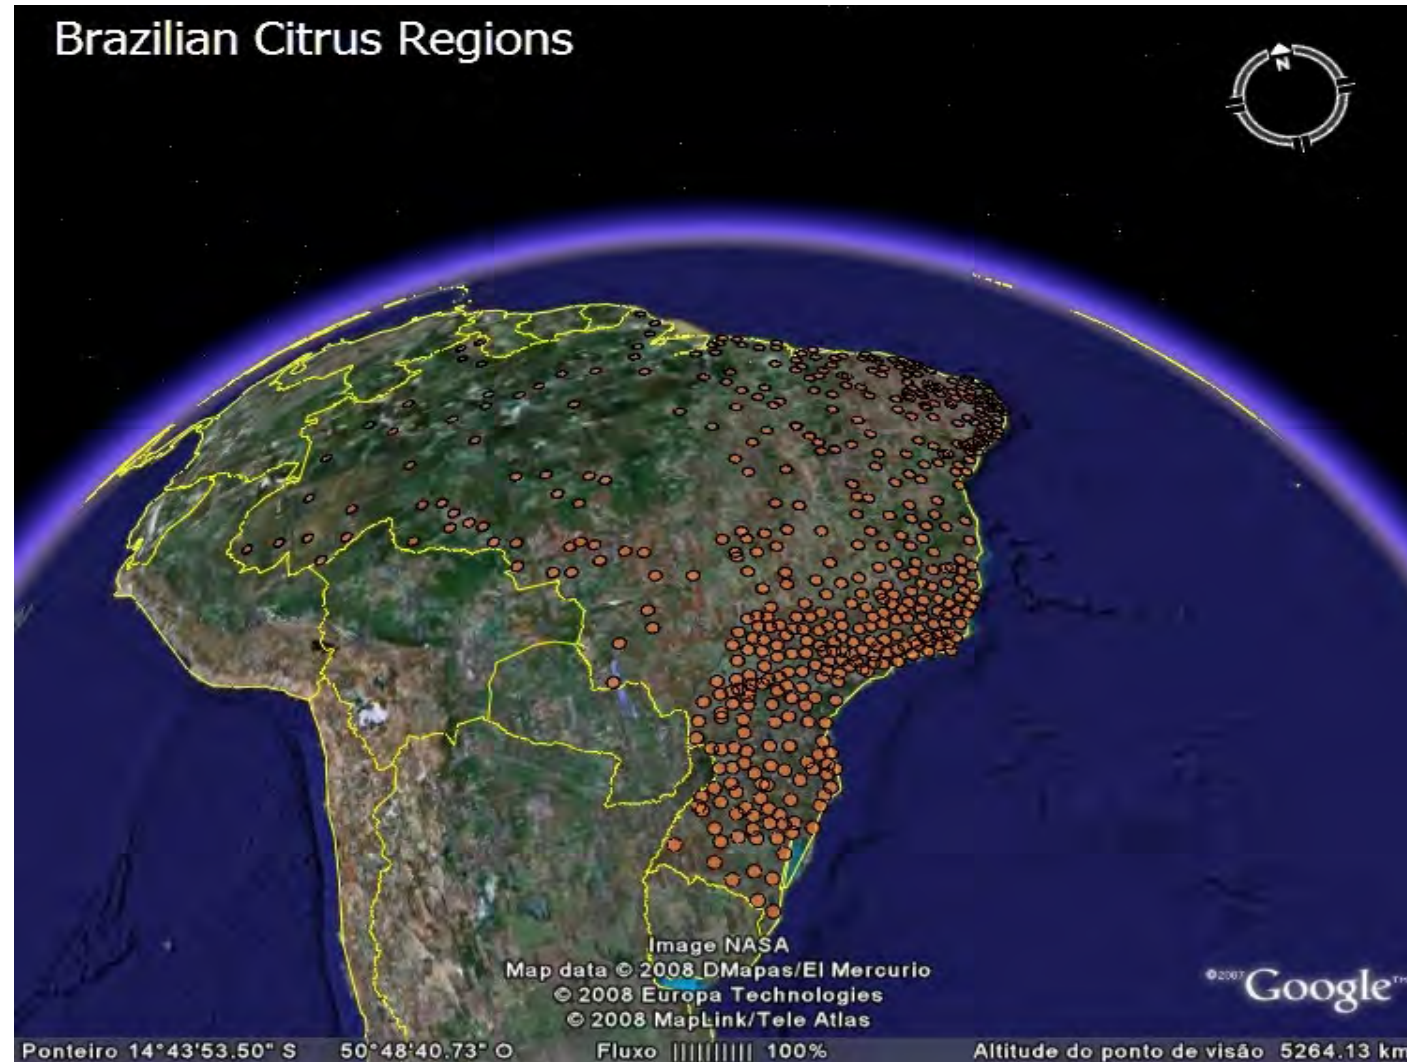 Brazilian Citrus Regions
N
Image NASA
Map data © 2008 DMapas/El Mercurio
© 2008 Europa Technologies
© 2008 MapLink/Tele Atlas
©2007 Google™
Ponteiro 14°43'53.50" S 50°48'40.73" O Fluxo |||||||||| 100% Altitude do ponto de visão 5264.13 km